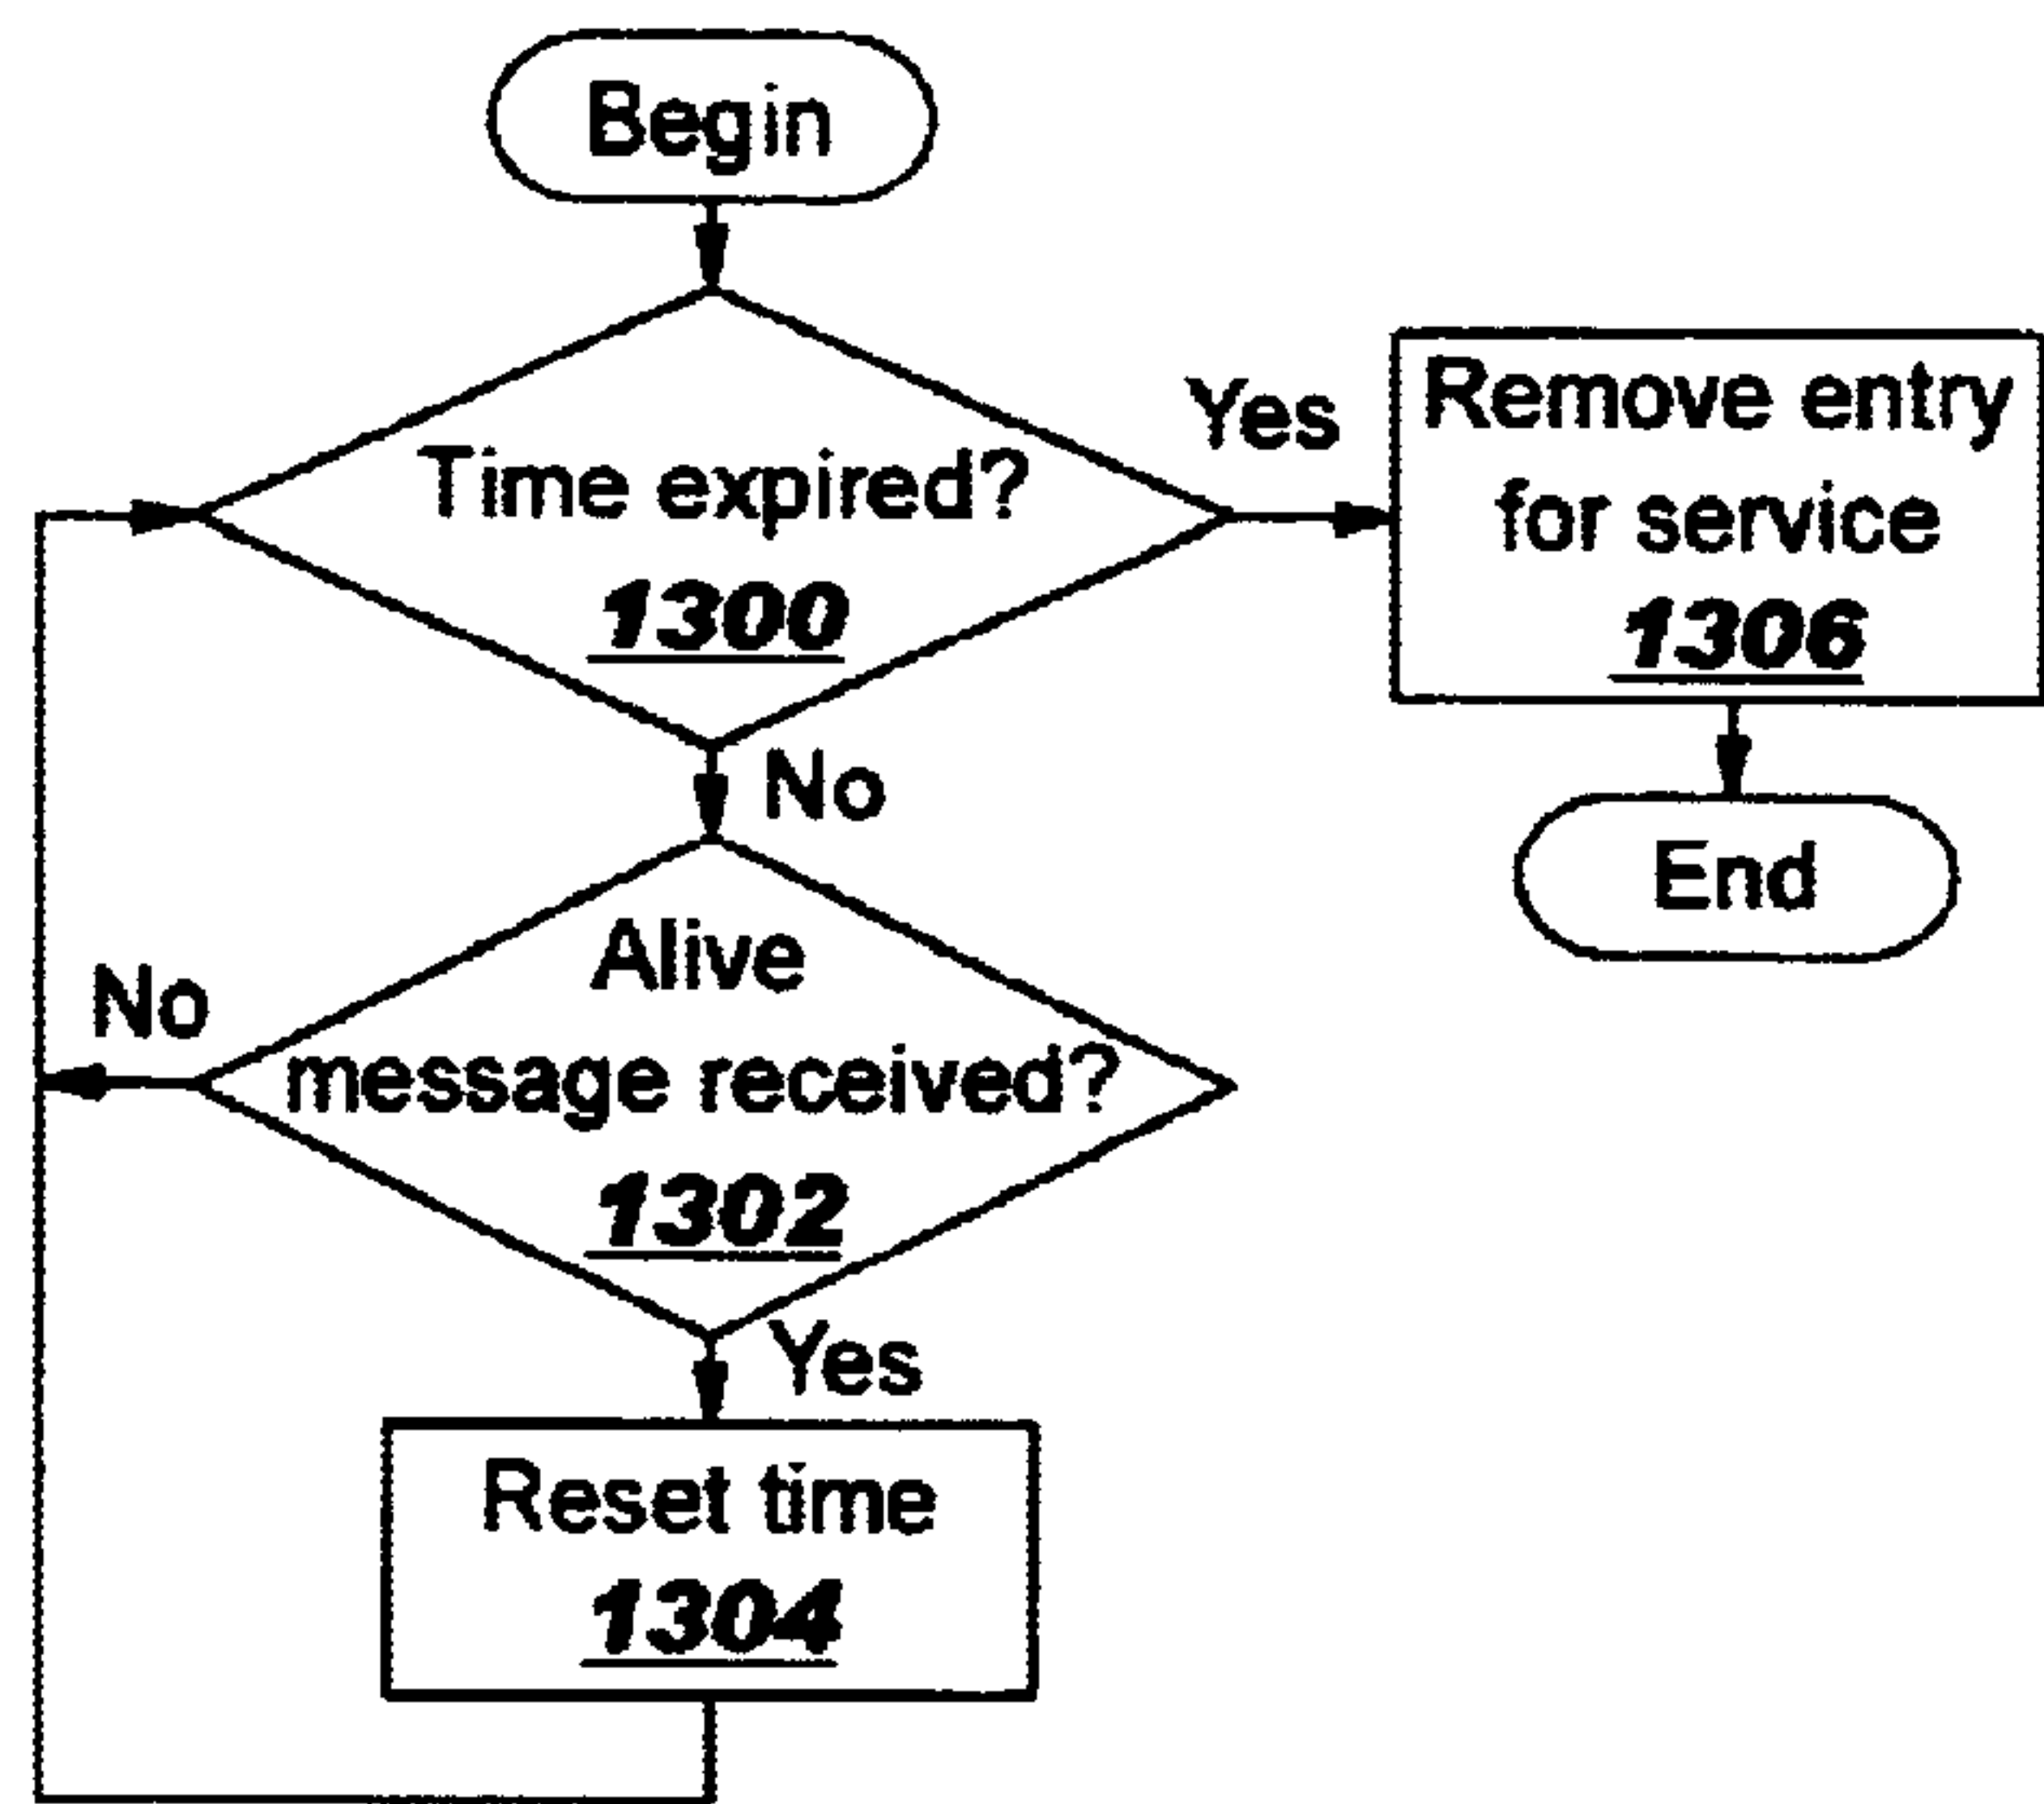 Begin
Time expired?
1300
Yes
Remove entry
for service
1306
No
End
Alive
message received?
1302
No
Yes
Reset time
1304